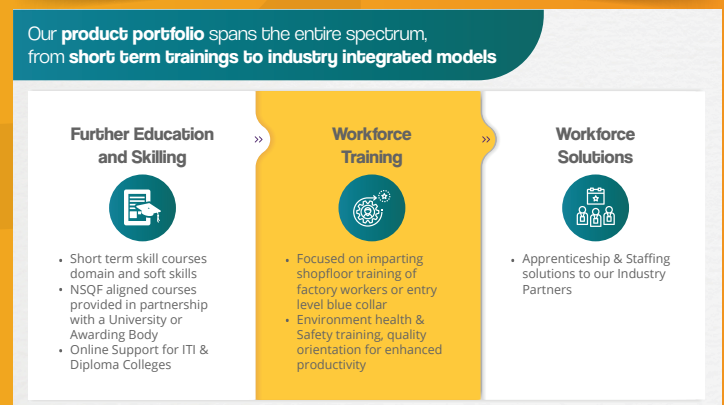 Our product portfolio spans the entire spectrum,
from short term trainings to industry integrated models
Further Education
and Skilling
• Short term skill courses
domain and soft skills
• NSQF aligned courses
provided in partnership
with a University or
Awarding Body
• Online Support for ITI &
Diploma Colleges
»
Workforce
Training
• Focused on imparting
shopfloor training of
factory workers or entry
level blue collar
• Environment health &
Safety training, quality
orientation for enhanced
productivity
»
Workforce
Solutions
• Apprenticeship & Staffing
solutions to our Industry
Partners